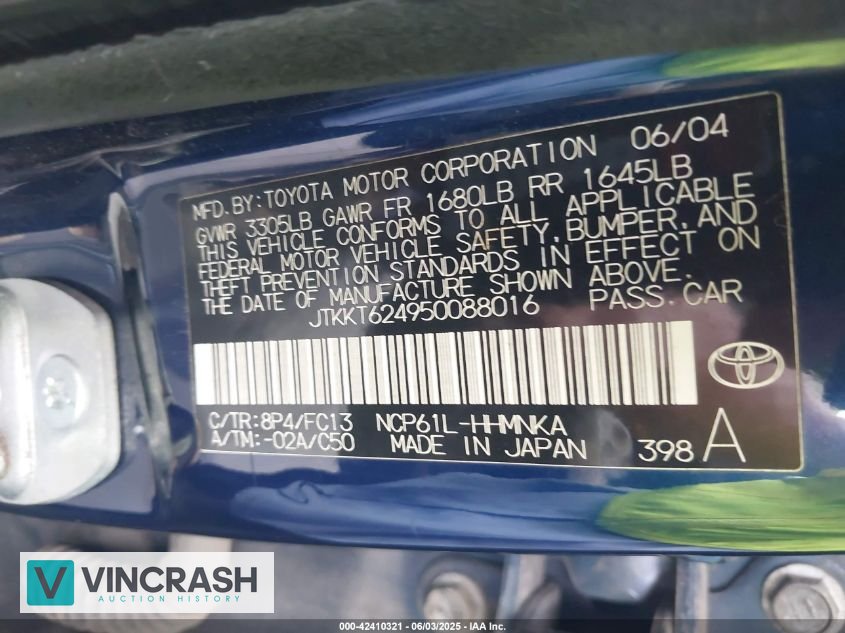 MFD. BY: TOYOTA MOTOR CORPORATION 06/04
GVWR 3305LB GAWR FR 1680LB RR 1645LB
THIS VEHICLE CONFORMS TO ALL APPLICABLE
FEDERAL MOTOR VEHICLE SAFETY, BUMPER, AND
THEFT PREVENTION STANDARDS IN EFFECT ON
THE DATE OF MANUFACTURE SHOWN ABOVE.
JTKKT624950088016 PASS. CAR
C/TR: 8P4/FC13 NCP61L-HHMNKA
A/TM: -02A/C50 MADE IN JAPAN 398 A
V VINCRASH
AUCTION HISTORY
000-42410321 - 06/03/2025 - IAA Inc.